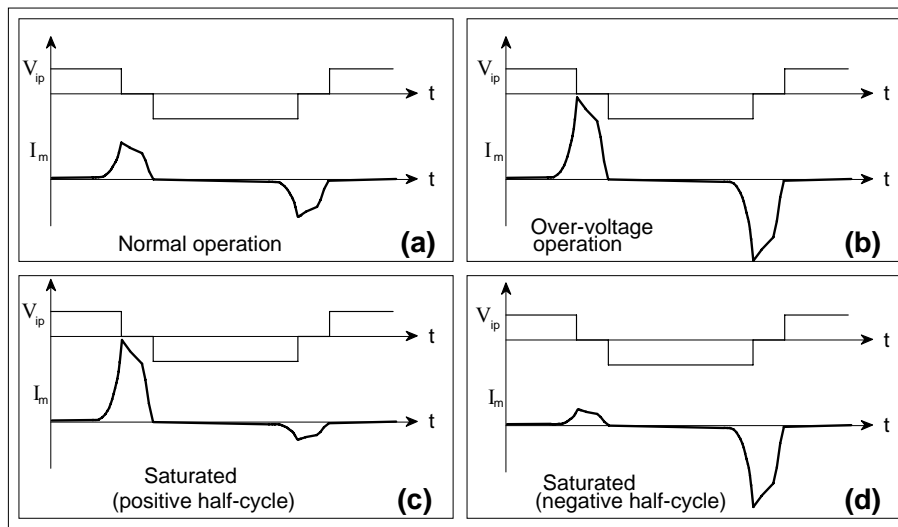 V_ip
t
I_m
t
Normal operation
(a)
V_ip
t
I_m
t
Over-voltage
operation
(b)
V_ip
t
I_m
t
Saturated
(positive half-cycle)
(c)
V_ip
t
I_m
t
Saturated
(negative half-cycle)
(d)